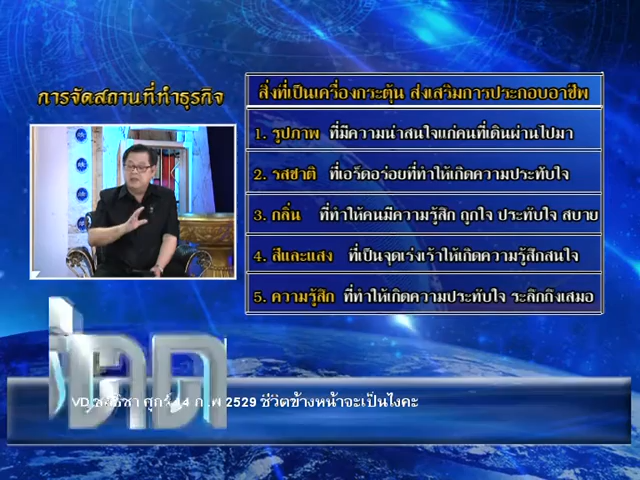 การจัดสถานที่ทำธุรกิจ
สิ่งที่เป็นเครื่องกระตุ้น ส่งเสริมการประกอบอาชีพ
1. รูปภาพ ที่มีความน่าสนใจแก่คนที่เดินผ่านไปมา
2. รสชาติ ที่เอร็ดอร่อยที่ทำให้เกิดความประทับใจ
3. กลิ่น ที่ทำให้คนมีความรู้สึก ถูกใจ ประทับใจ สบาย
4. สีและแสง ที่เป็นจุดเร่งเร้าให้เกิดความรู้สึกสนใจ
5. ความรู้สึก ที่ทำให้เกิดความประทับใจ ระลึกถึงเสมอ
VD 2529 ชีวิตข้างหน้าจะเป็นไงคะ